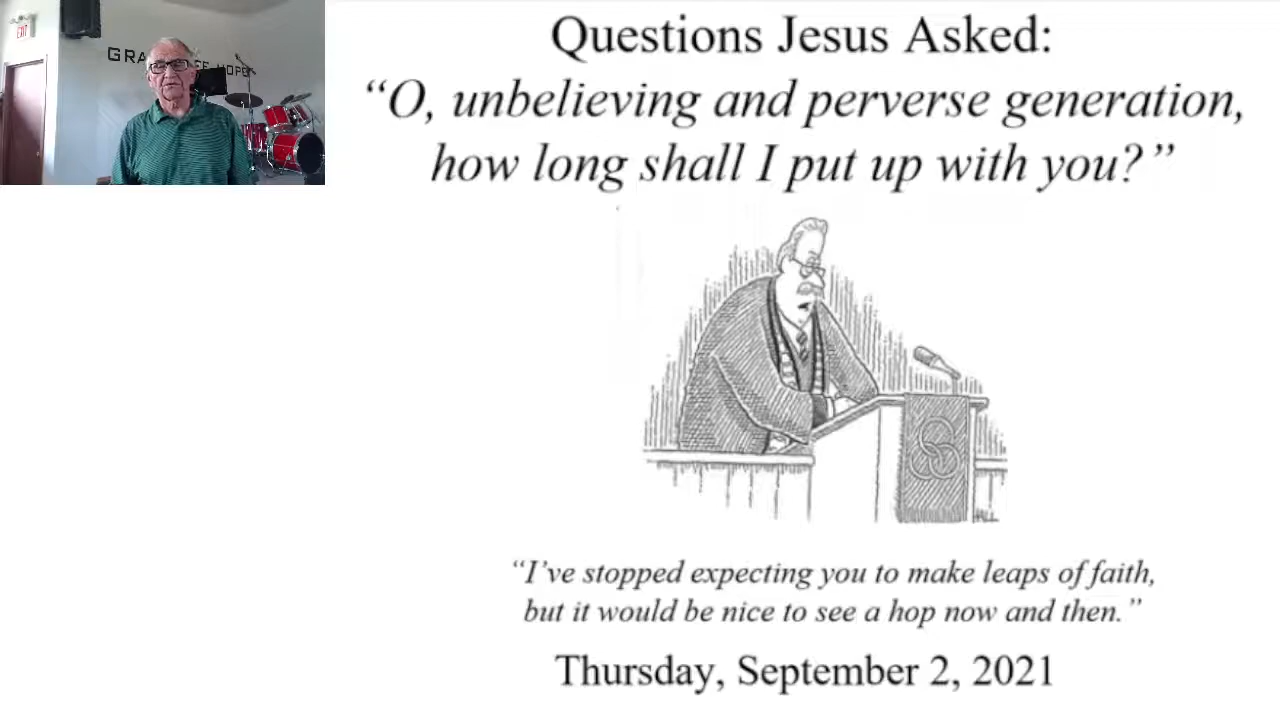 EXIT
HOPE
Questions Jesus Asked:
“O, unbelieving and perverse generation,
how long shall I put up with you?”
“I’ve stopped expecting you to make leaps of faith,
but it would be nice to see a hop now and then.”
Thursday, September 2, 2021